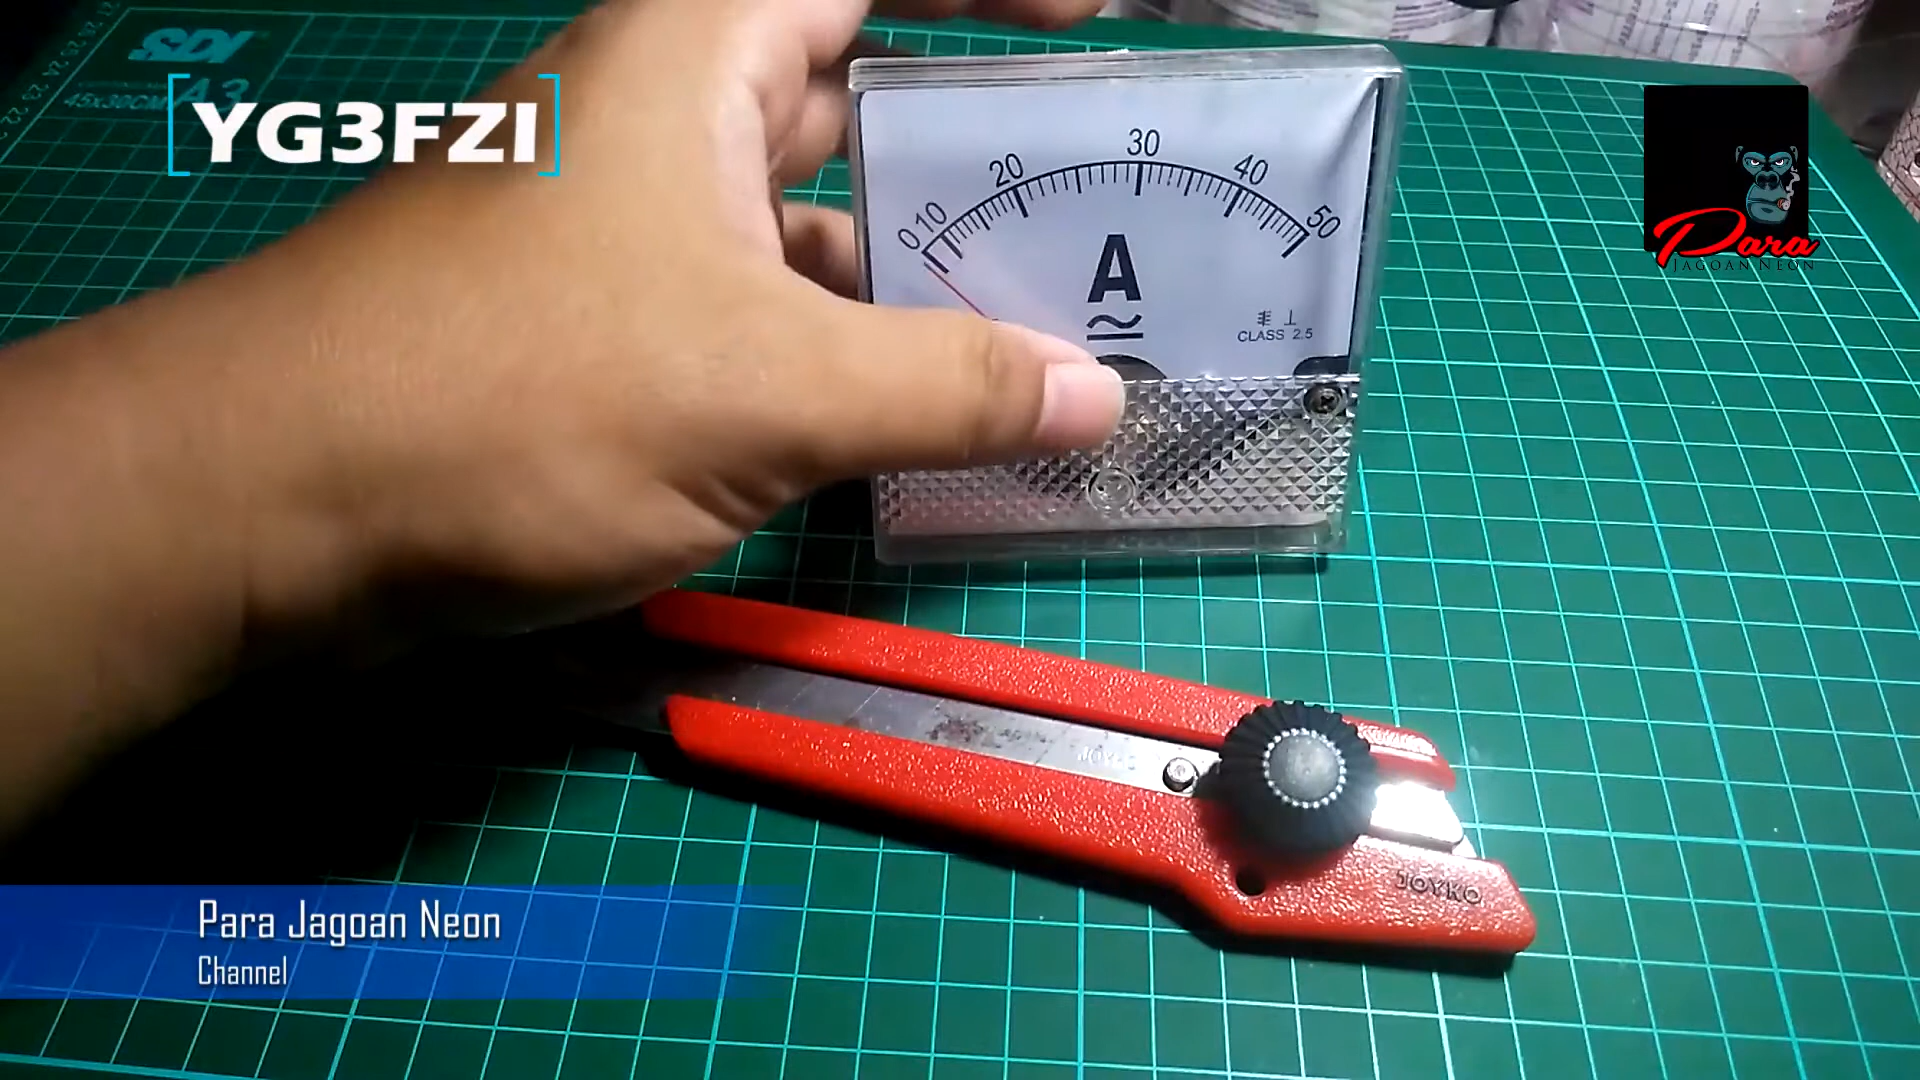 SDI
A3
45x30CM
[YG3FZI]
0 10 20 30 40 50
A
CLASS 2.5
Para
JAGOAN NEON
JOYKO
JOYKO
Para Jagoan Neon
Channel